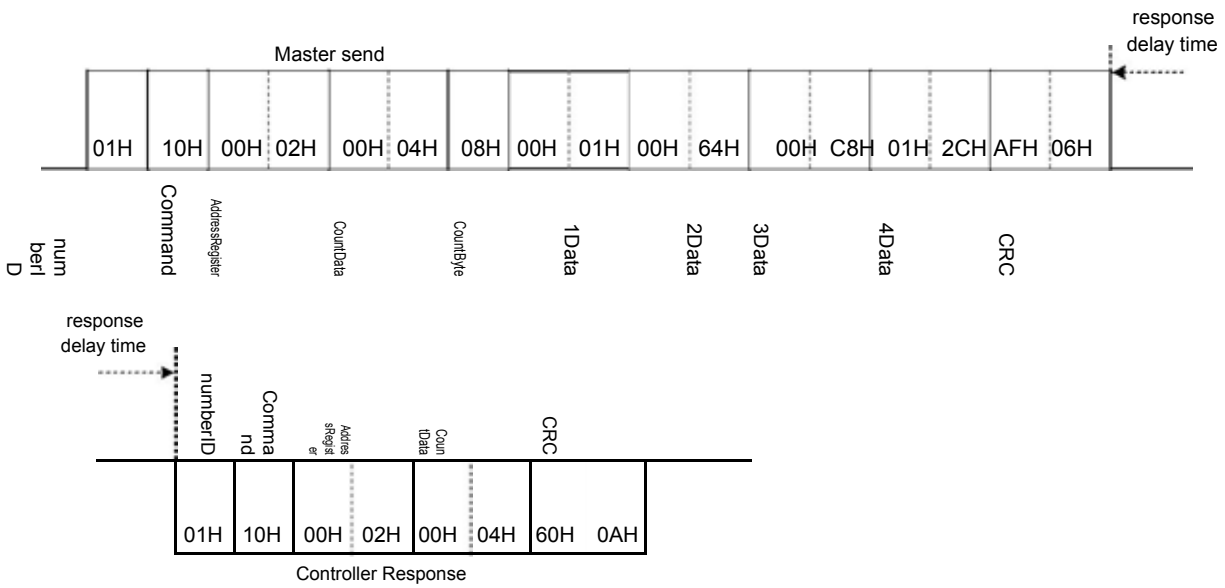 response
delay time
Master send
01H 10H 00H 02H 00H 04H 08H 00H 01H 00H 64H 00H C8H 01H 2CH AFH 06H
num
berI
D
Command
AddressRegister
CountData
CountByte
1Data
2Data
3Data
4Data
CRC
response
delay time
numberID
Comma
nd
Addres
sRegist
er
Coun
tData
CRC
01H 10H 00H 02H 00H 04H 60H 0AH
Controller Response